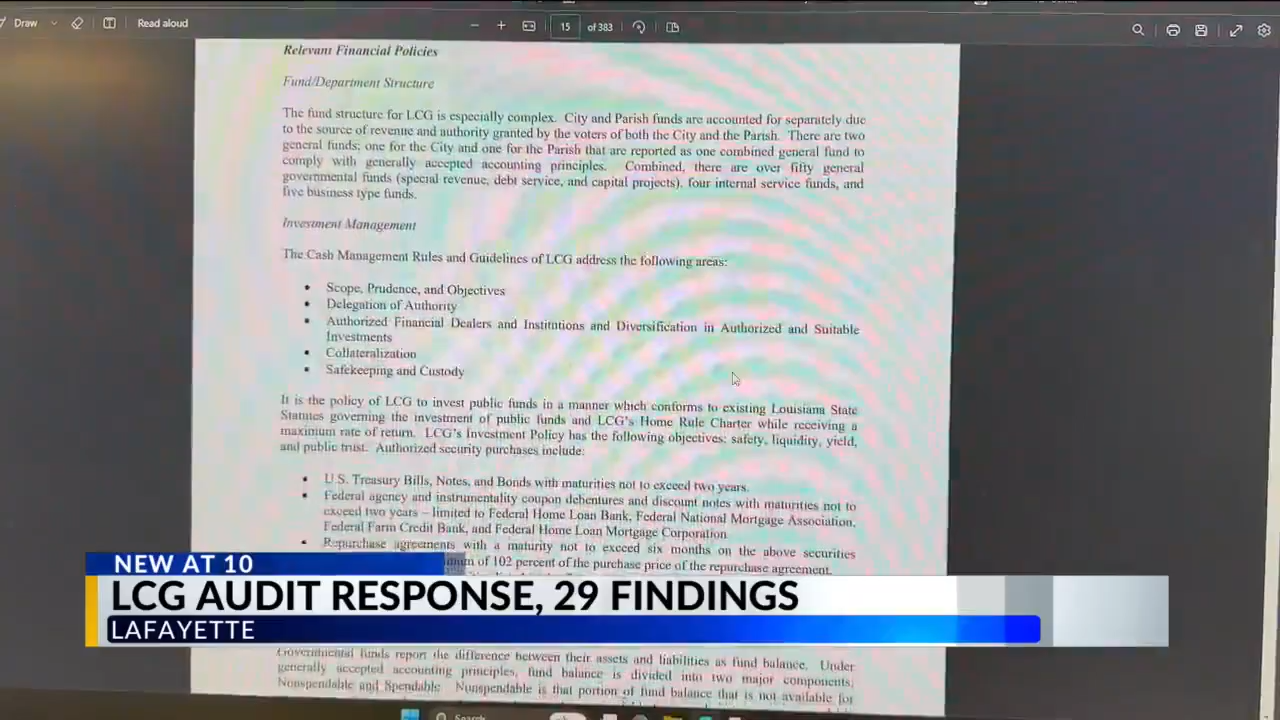 Draw
Read aloud
15 of 383
Relevant Financial Policies
Fund/Department Structure
The fund structure for LCG is especially complex. City and Parish funds are accounted for separately due
to the source of revenue and authority granted by the voters of both the City and the Parish. There are two
general funds; one for the City and one for the Parish that are reported as one combined general fund to
comply with generally accepted accounting principles. Combined, there are over fifty general
governmental funds (special revenue, debt service, and capital projects), four internal service funds, and
five business type funds.
Investment Management
The Cash Management Rules and Guidelines of LCG address the following areas:
• Scope, Prudence, and Objectives
• Delegation of Authority
• Authorized Financial Dealers and Institutions and Diversification in Authorized and Suitable
Investments
• Collateralization
• Safekeeping and Custody
It is the policy of LCG to invest public funds in a manner which conforms to existing Louisiana State
Statutes governing the investment of public funds and LCG's Home Rule Charter while receiving a
maximum rate of return. LCG's Investment Policy has the following objectives: safety, liquidity, yield,
and public trust. Authorized security purchases include:
• U.S. Treasury Bills, Notes, and Bonds with maturities not to exceed two years.
• Federal agency and instrumentality coupon debentures and discount notes with maturities not to
exceed two years – limited to Federal Home Loan Bank, Federal National Mortgage Association,
Federal Farm Credit Bank, and Federal Home Loan Mortgage Corporation
• Repurchase agreements with a maturity not to exceed six months on the above securities
of 102 percent of the purchase price of the repurchase agreement.
NEW AT 10
LCG AUDIT RESPONSE, 29 FINDINGS
LAFAYETTE
Governmental funds report the difference between their assets and liabilities as fund balance. Under
generally accepted accounting principles, fund balance is divided into two major components,
Nonspendable and Spendable. Nonspendable is that portion of fund balance that is not available for
Search